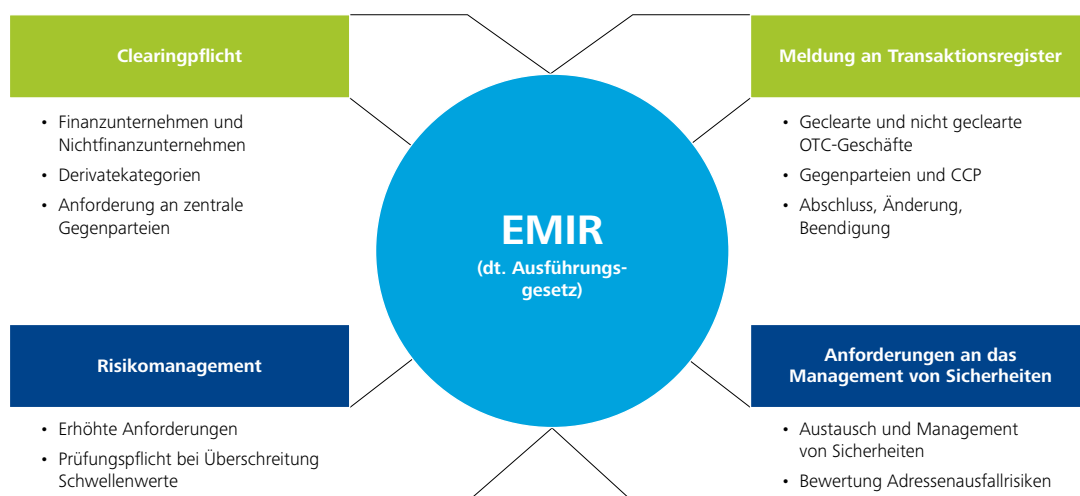 Clearingpflicht
• Finanzunternehmen und
Nichtfinanzunternehmen
• Derivatekategorien
• Anforderung an zentrale
Gegenparteien
Meldung an Transaktionsregister
• Geclearte und nicht geclearte
OTC-Geschäfte
• Gegenparteien und CCP
• Abschluss, Änderung,
Beendigung
EMIR
(dt. Ausführungs-
gesetz)
Risikomanagement
• Erhöhte Anforderungen
• Prüfungspflicht bei Überschreitung
Schwellenwerte
Anforderungen an das
Management von Sicherheiten
• Austausch und Management
von Sicherheiten
• Bewertung Adressenausfallrisiken